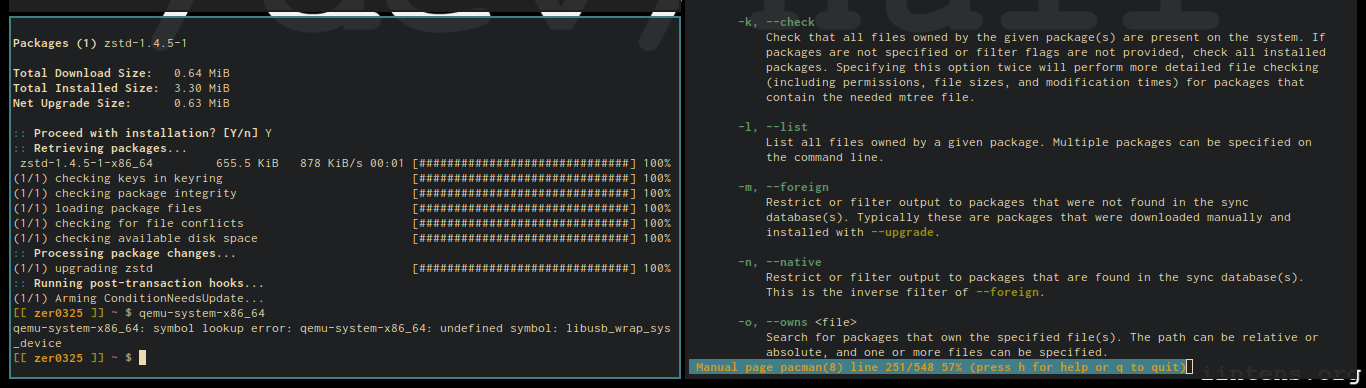 /dev/null
Packages (1) zstd-1.4.5-1
Total Download Size:   0.64 MiB
Total Installed Size:  3.30 MiB
Net Upgrade Size:      0.63 MiB
:: Proceed with installation? [Y/n] Y
:: Retrieving packages...
 zstd-1.4.5-1-x86_64         655.5 KiB   878 KiB/s 00:01 [##############################] 100%
(1/1) checking keys in keyring                           [##############################] 100%
(1/1) checking package integrity                         [##############################] 100%
(1/1) loading package files                              [##############################] 100%
(1/1) checking for file conflicts                        [##############################] 100%
(1/1) checking available disk space                      [##############################] 100%
:: Processing package changes...
(1/1) upgrading zstd                                     [##############################] 100%
:: Running post-transaction hooks...
(1/1) Arming ConditionNeedsUpdate...
[[ zer0325 ]] ~ $ qemu-system-x86_64
qemu-system-x86_64: symbol lookup error: qemu-system-x86_64: undefined symbol: libusb_wrap_sys
_device
[[ zer0325 ]] ~ $
-k, --check
Check that all files owned by the given package(s) are present on the system. If
packages are not specified or filter flags are not provided, check all installed
packages. Specifying this option twice will perform more detailed file checking
(including permissions, file sizes, and modification times) for packages that
contain the needed mtree file.
-l, --list
List all files owned by a given package. Multiple packages can be specified on
the command line.
-m, --foreign
Restrict or filter output to packages that were not found in the sync
database(s). Typically these are packages that were downloaded manually and
installed with --upgrade.
-n, --native
Restrict or filter output to packages that are found in the sync database(s).
This is the inverse filter of --foreign.
-o, --owns <file>
Search for packages that own the specified file(s). The path can be relative or
absolute, and one or more files can be specified.
Manual page pacman(8) line 251/548 57% (press h for help or q to quit)
iintens.org